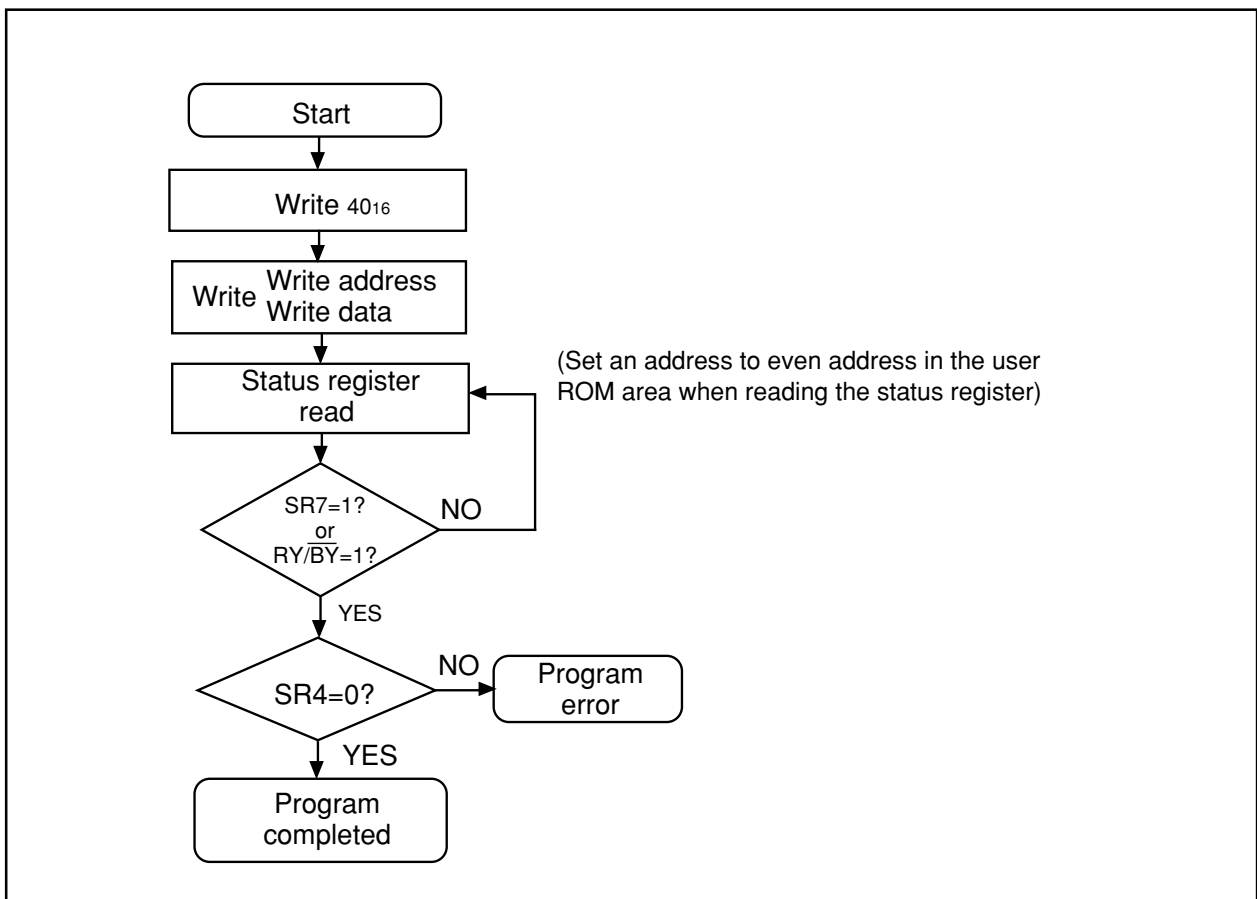 Start
Write 40₁₆
Write Write address
Write data
Status register
read
(Set an address to even address in the user
ROM area when reading the status register)
SR7=1?
or
RY/B̅Y̅=1?
NO
YES
SR4=0?
NO
Program
error
YES
Program
completed